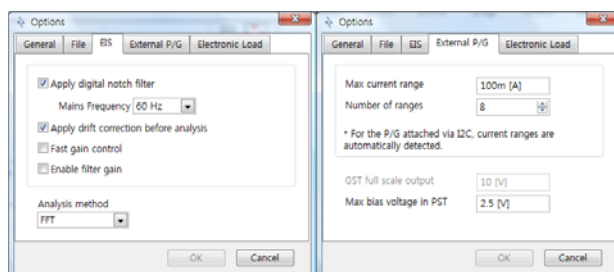 Options
General File EIS External P/G Electronic Load
Apply digital notch filter
Mains Frequency 60 Hz
Apply drift correction before analysis
Fast gain control
Enable filter gain
Analysis method
FFT
OK Cancel
Options
General File EIS External P/G Electronic Load
Max current range 100m [A]
Number of ranges 8
* For the P/G attached via I2C, current ranges are
automatically detected.
GST full scale output 10 [V]
Max bias voltage in PST 2.5 [V]
OK Cancel